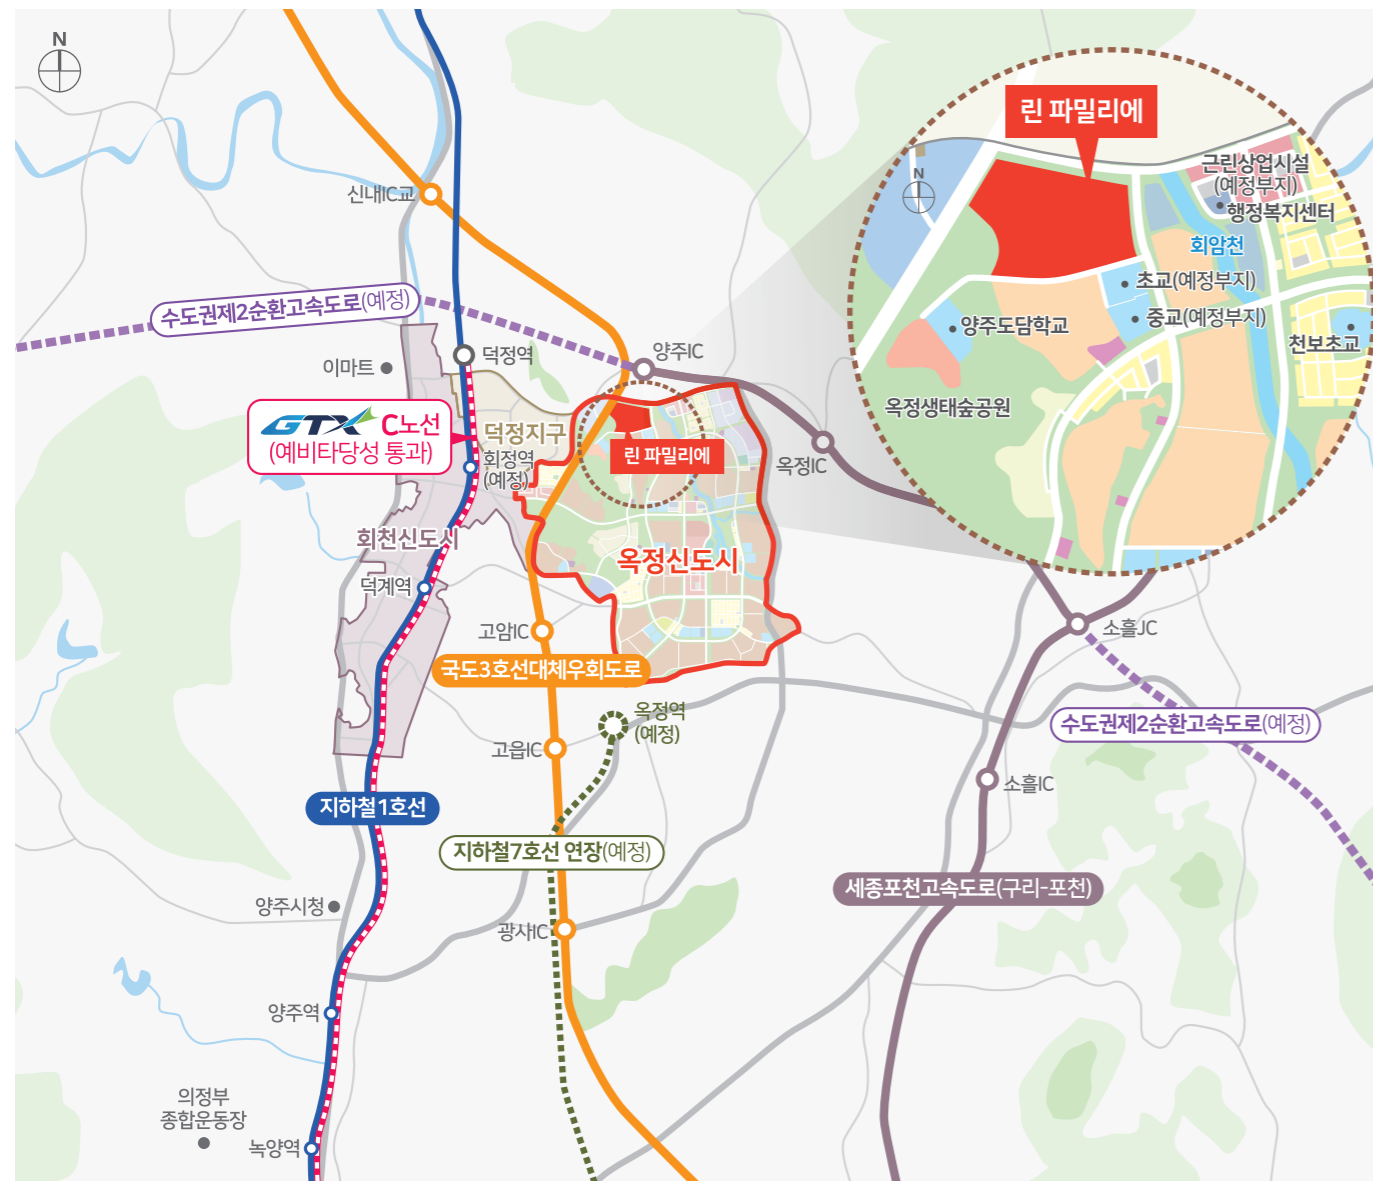 N
신내IC교
수도권제2순환고속도로(예정)
이마트
덕정역
양주IC
GTX C노선
(예비타당성 통과)
덕정지구
회정역
(예정)
린 파밀리에
옥정IC
회천신도시
옥정신도시
덕계역
고암IC
국도3호선대체우회도로
옥정역
(예정)
고읍IC
지하철1호선
지하철7호선 연장(예정)
양주시청
광사IC
양주역
의정부
종합운동장
녹양역
소흘JC
수도권제2순환고속도로(예정)
소흘IC
세종포천고속도로(구리-포천)
린 파밀리에
N
근린상업시설
(예정부지)
행정복지센터
회암천
초교(예정부지)
중교(예정부지)
양주도담학교
천보초교
옥정생태숲공원